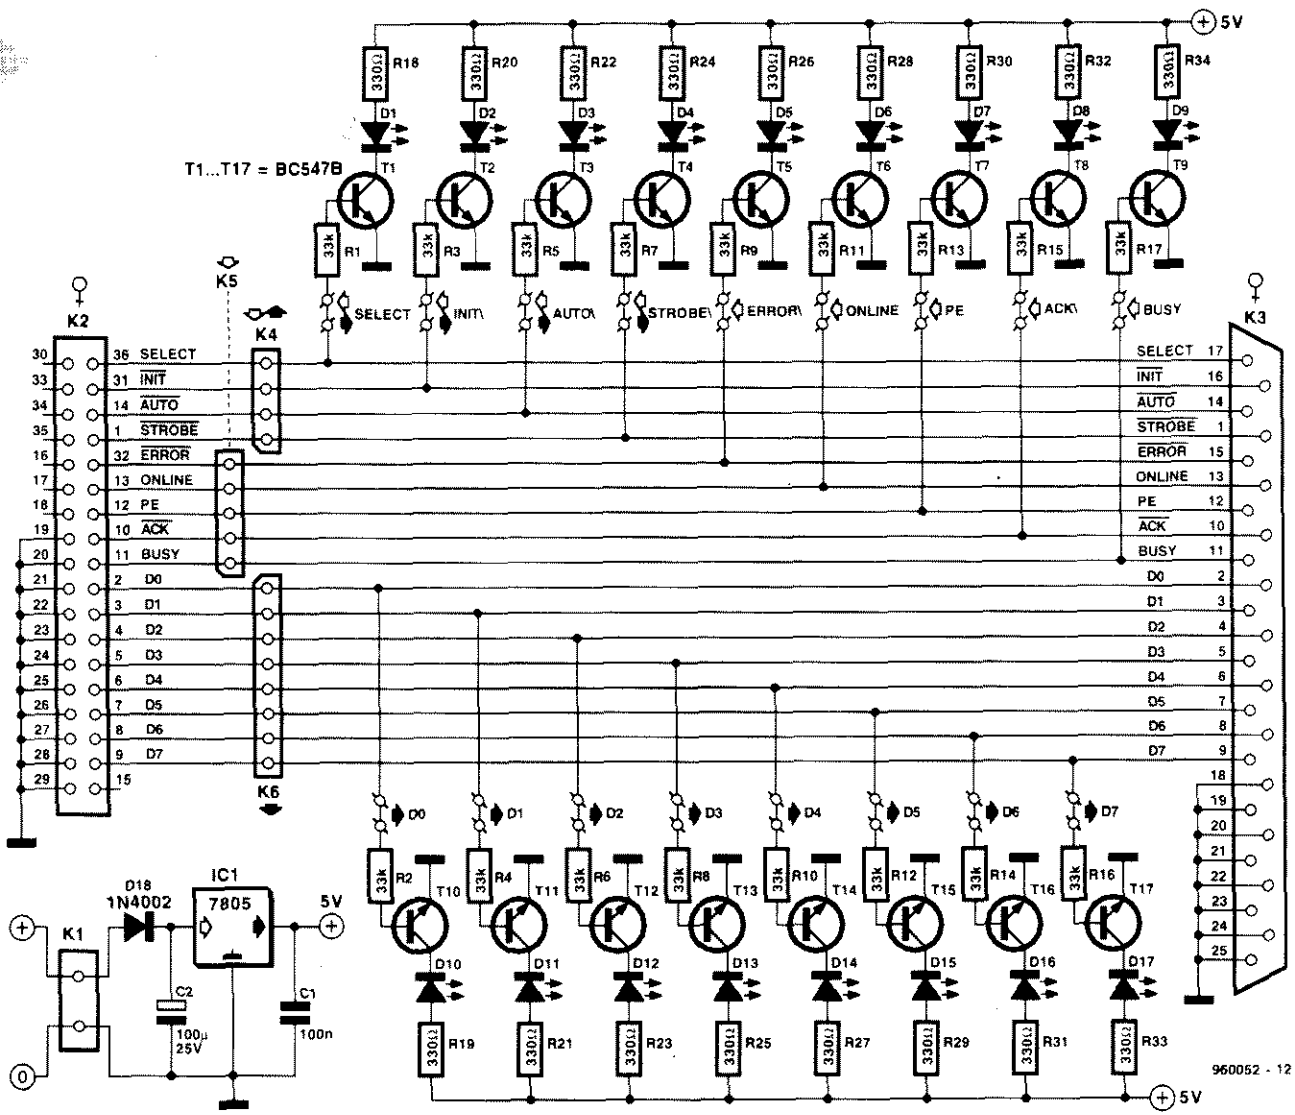 5V
R18 R20 R22 R24 R26 R28 R30 R32 R34
330Ω 330Ω 330Ω 330Ω 330Ω 330Ω 330Ω 330Ω 330Ω
D1 D2 D3 D4 D5 D6 D7 D8 D9
T1...T17 = BC547B
T1 T2 T3 T4 T5 T6 T7 T8 T9
33k 33k 33k 33k 33k 33k 33k 33k 33k
R1 R3 R5 R7 R9 R11 R13 R15 R17
K5
K2 K4 K3
SELECT INIT\ AUTO\ STROBE\ ERROR\ ONLINE PE ACK\ BUSY
30 36 SELECT SELECT 17
33 31 INIT INIT 16
34 14 AUTO AUTO 14
35 1 STROBE STROBE 1
16 32 ERROR ERROR 15
17 13 ONLINE ONLINE 13
18 12 PE PE 12
19 10 ACK ACK 10
20 11 BUSY BUSY 11
21 2 D0 D0 2
22 3 D1 D1 3
23 4 D2 D2 4
24 5 D3 D3 5
25 6 D4 D4 6
26 7 D5 D5 7
27 8 D6 D6 8
28 9 D7 D7 9
29 15
18
19
20
21
22
23
24
25
K6
D0 D1 D2 D3 D4 D5 D6 D7
33k 33k 33k 33k 33k 33k 33k 33k
R2 R4 R6 R8 R10 R12 R14 R16
T10 T11 T12 T13 T14 T15 T16 T17
D10 D11 D12 D13 D14 D15 D16 D17
330Ω 330Ω 330Ω 330Ω 330Ω 330Ω 330Ω 330Ω
R19 R21 R23 R25 R27 R29 R31 R33
5V
D18
1N4002
IC1
7805
5V
K1
C2
100µ
25V
C1
100n
0
960052 - 12